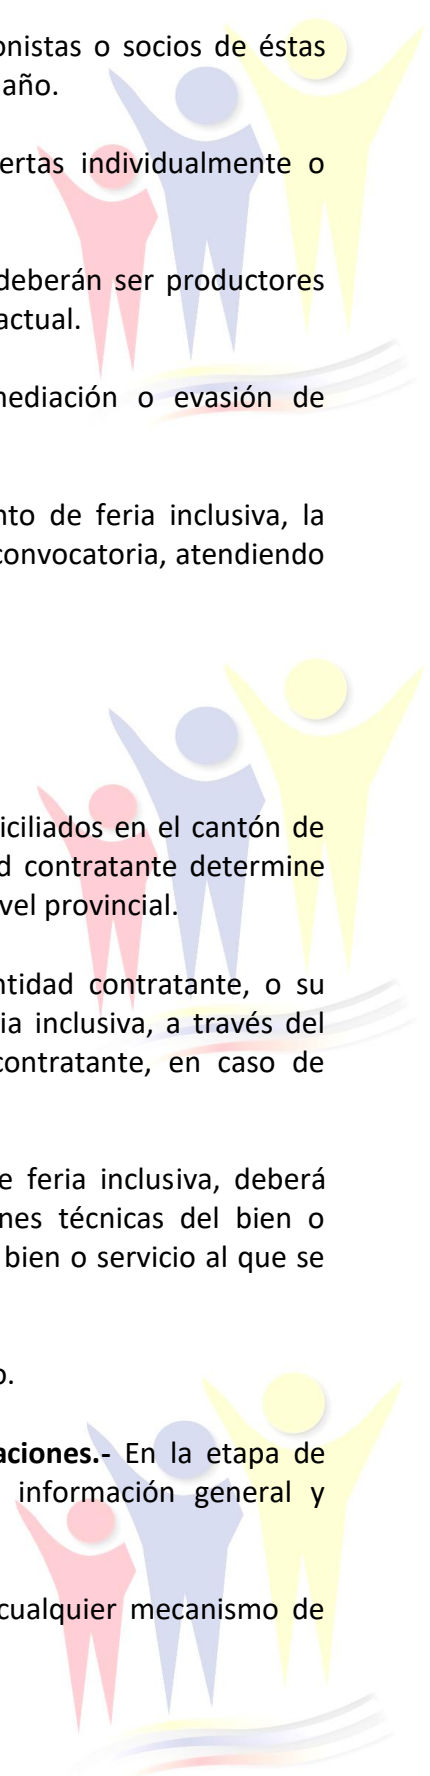 onistas o socios de éstas
año.
ertas individualmente o
deberán ser productores
actual.
mediación o evasión de
nto de feria inclusiva, la
convocatoria, atendiendo
iciliados en el cantón de
d contratante determine
vel provincial.
ntidad contratante, o su
ia inclusiva, a través del
contratante, en caso de
e feria inclusiva, deberá
nes técnicas del bien o
bien o servicio al que se
o.
aciones.- En la etapa de
información general y
cualquier mecanismo de